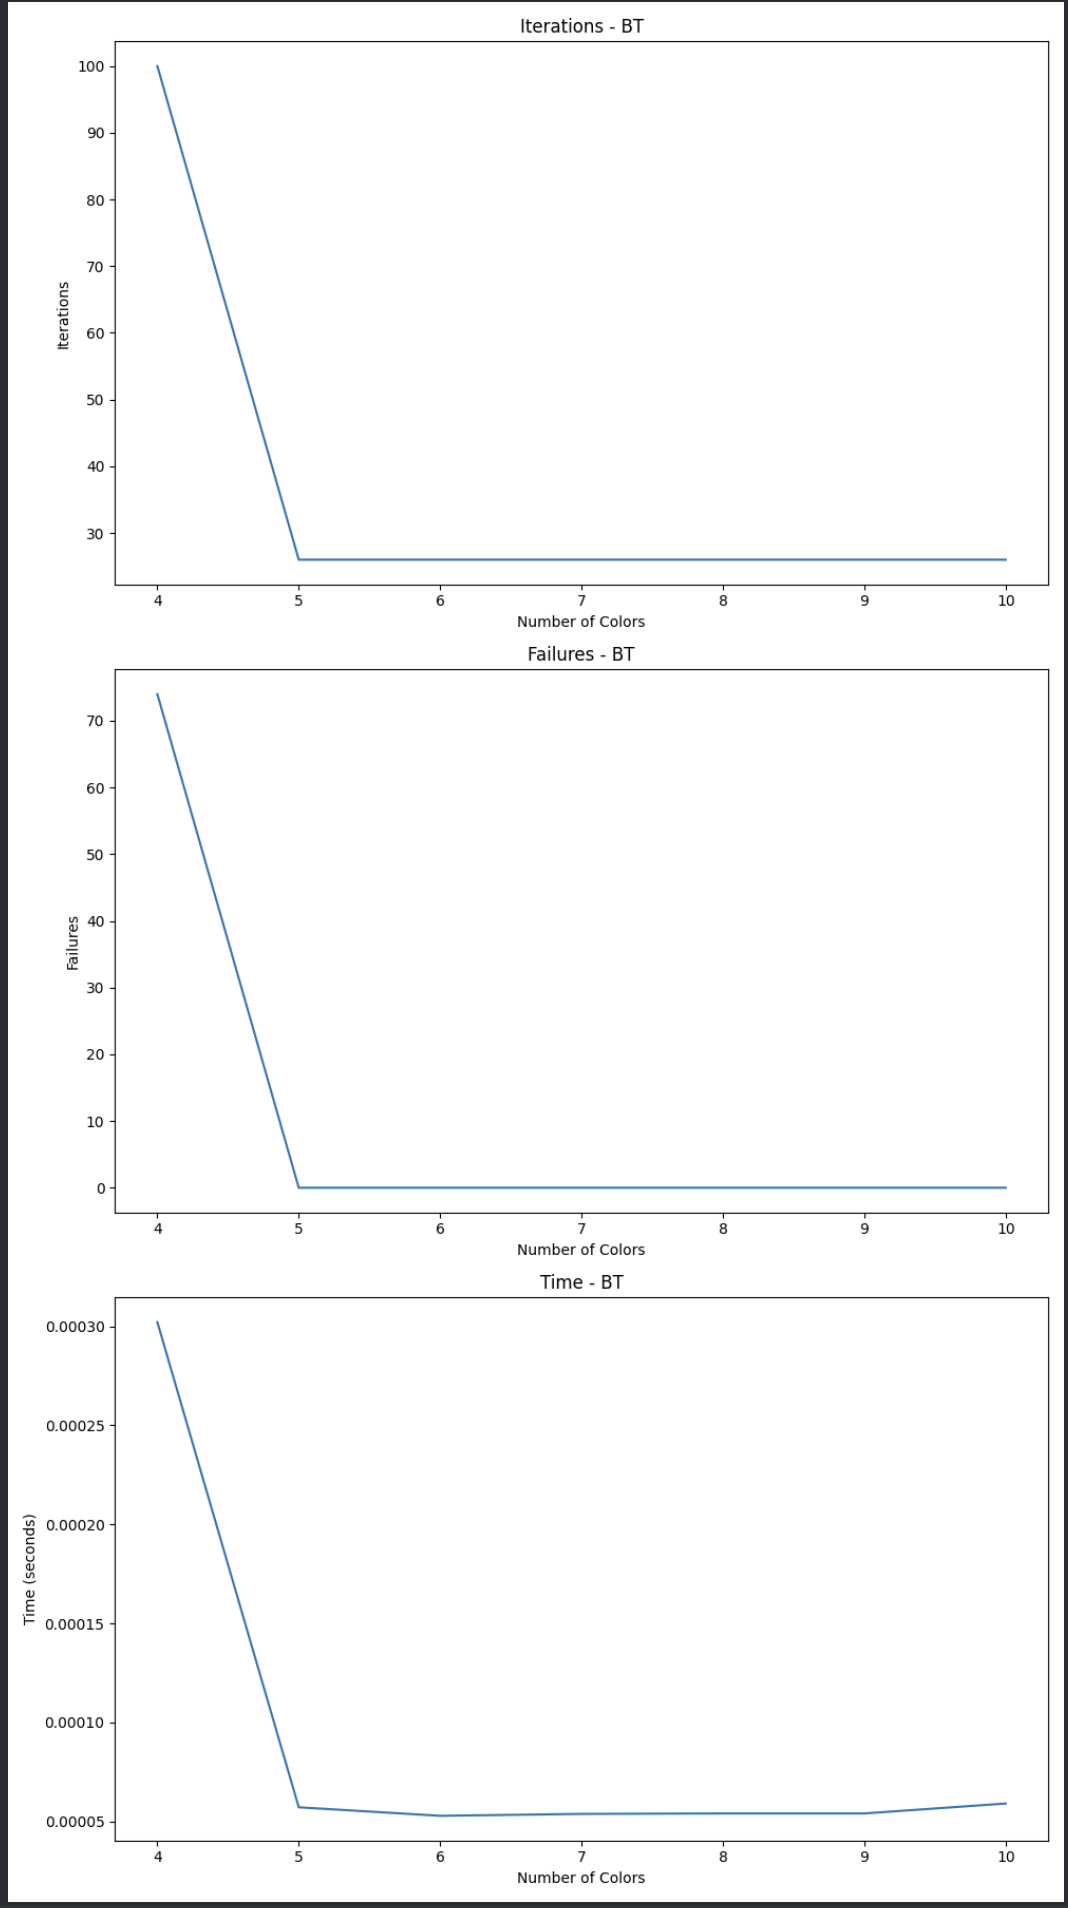 Iterations - BT
100
90
80
70
60
50
40
30
Iterations
4 5 6 7 8 9 10
Number of Colors
Failures - BT
70
60
50
40
30
20
10
0
Failures
4 5 6 7 8 9 10
Number of Colors
Time - BT
0.00030
0.00025
0.00020
0.00015
0.00010
0.00005
Time (seconds)
4 5 6 7 8 9 10
Number of Colors